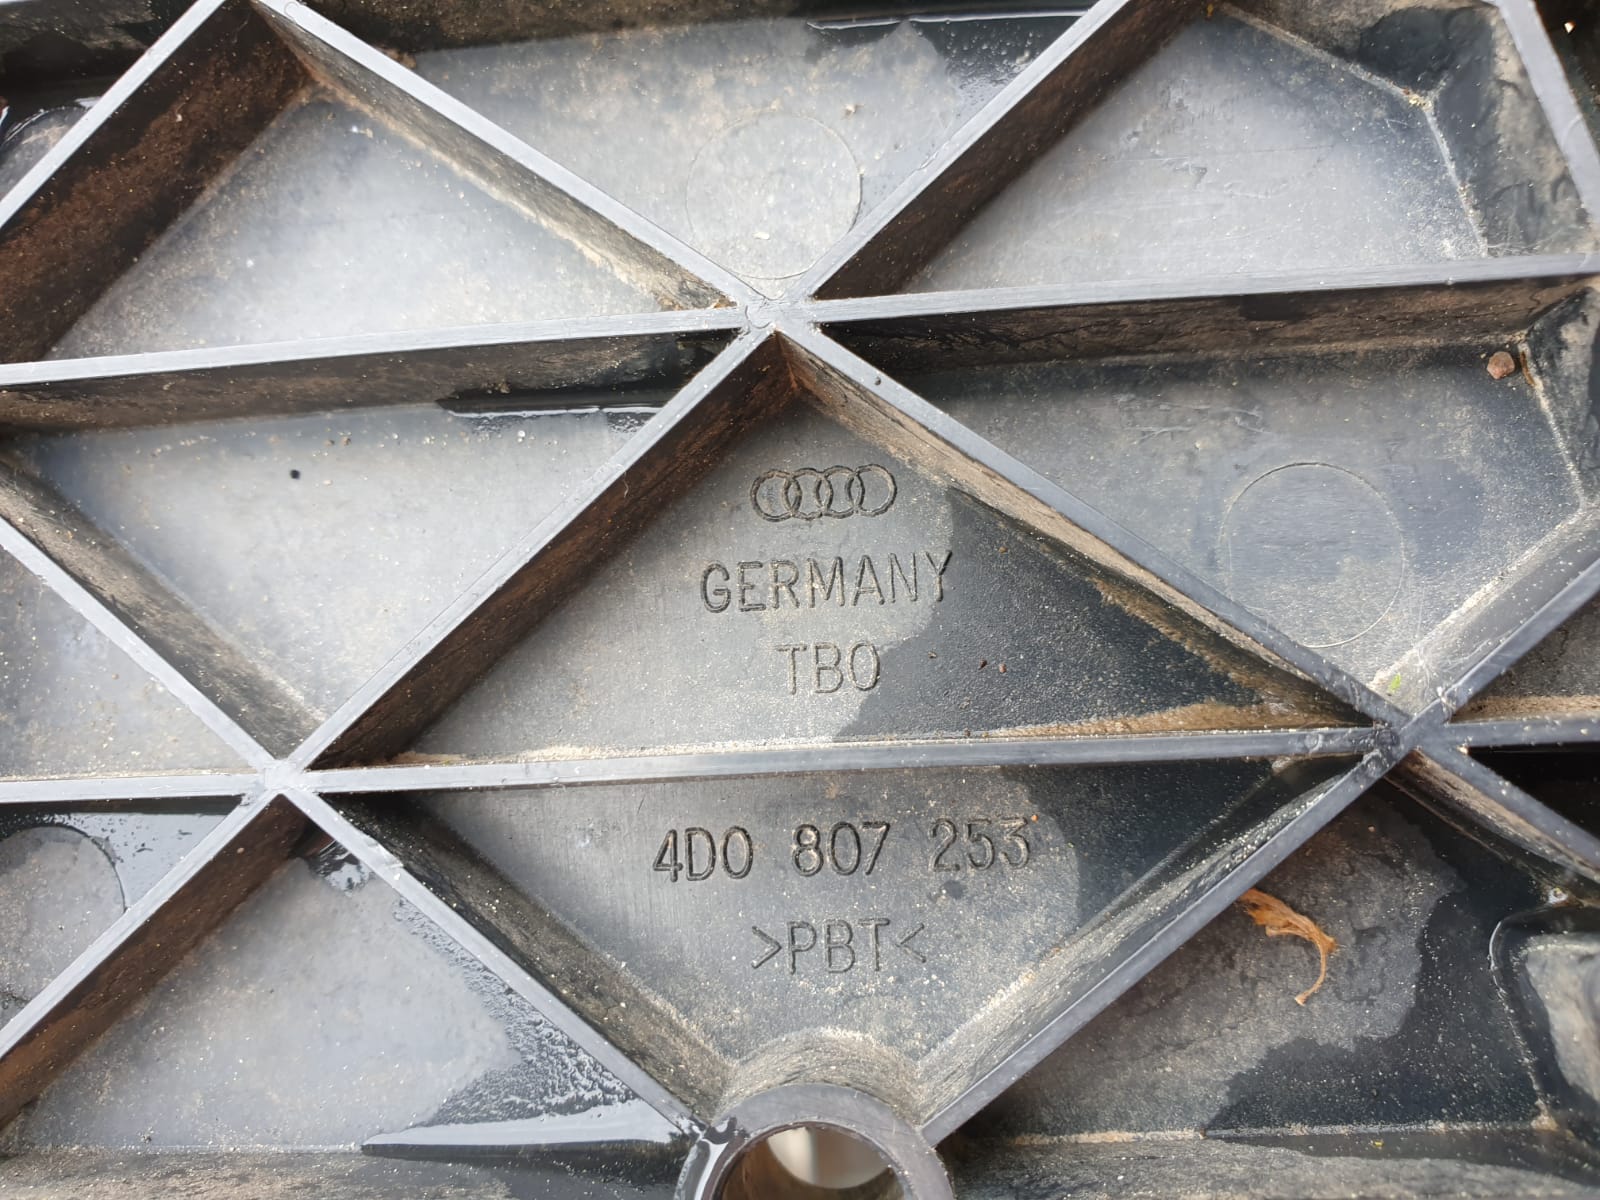 GERMANY
TBO
4D0 807 253
>PBT<